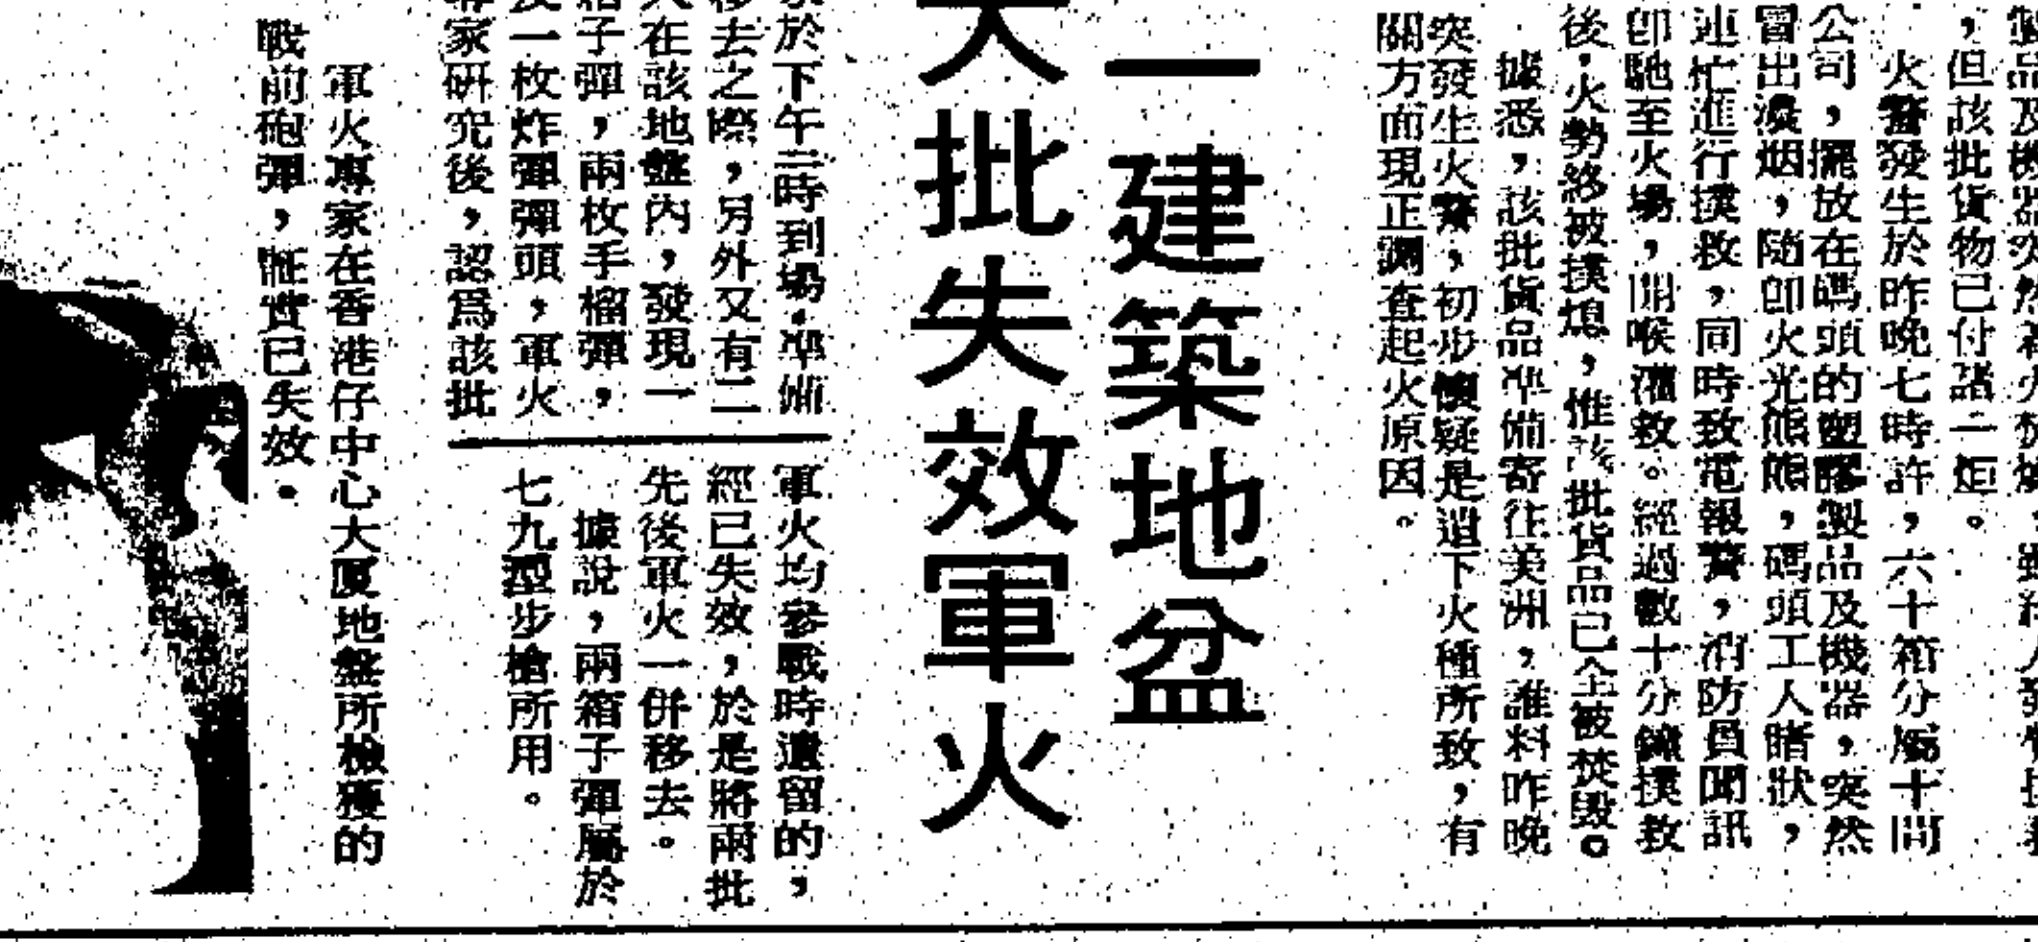 ，但該批貨物已付諸一炬。
火警發生於昨晚七時許，六十箱分屬十間
公司，擺放在碼頭的塑膠製品及機器，突然
冒出濃烟，隨卽火光熊熊，碼頭工人睹狀，
連忙進行撲救，同時致電報警，消防員聞訊
卽馳至火場，開喉灌救。經過數十分鐘撲救
後，火勢終被撲熄，惟該批貨品已全被焚毀。
據悉，該批貨品準備寄往美洲，誰料昨晚
突發生火警，初步懷疑是遺下火種所致，有
關方面現正調查起火原因。
一建築地盆
大批失效軍火
於下午三時到場，準備
移去之際，另外又有二
人在該地盤內，發現一
箱子彈，兩枚手榴彈，
及一枚炸彈彈頭，軍火
專家研究後，認爲該批
軍火均參戰時遺留的，
經已失效，於是將兩批
先後軍火一併移去。
據說，兩箱子彈屬於
七九型步槍所用。
軍火專家在香港仔中心大厦地盤所檢獲的
戰前砲彈，証實已失效。